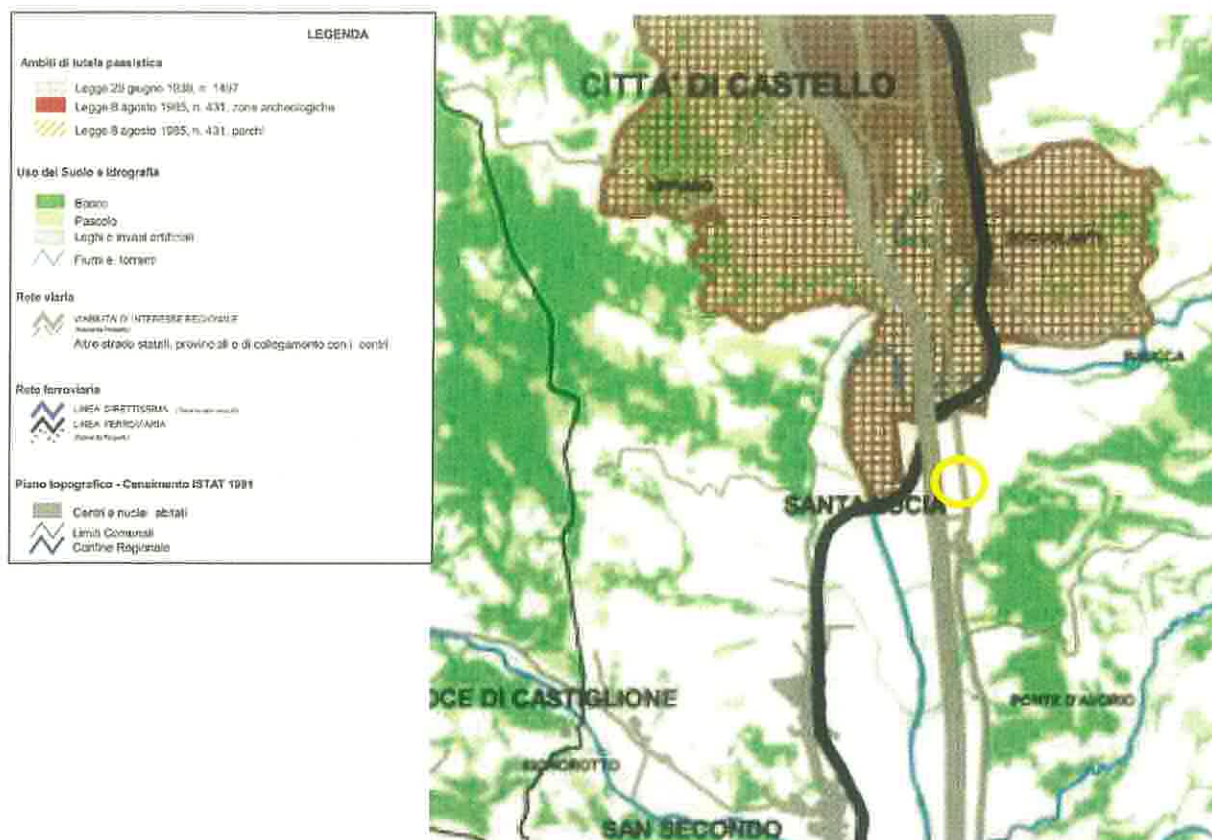 LEGENDA
Ambiti di tutela paesistica
Legge 29 giugno 1939, n. 1497
Legge 8 agosto 1985, n. 431, zone archeologiche
Legge 8 agosto 1985, n. 431, parchi
Uso del Suolo e Idrografia
Bosco
Pascolo
Laghi e invasi artificiali
Fiumi e torrenti
Rete viaria
VIABILITA' DI INTERESSE REGIONALE
Altre strade statali, provinciali o di collegamento con i centri
Rete ferroviaria
LINEA DIRETTISSIMA
LINEA FERROVIARIA
Piano topografico - Censimento ISTAT 1991
Centri e nuclei abitati
Limiti Comunali
Confine Regionale
CITTA' DI CASTELLO
SANTA LUCIA
OCE DI CASTIGLIONE
PONTE D'AVORIO
SAN SECONDO